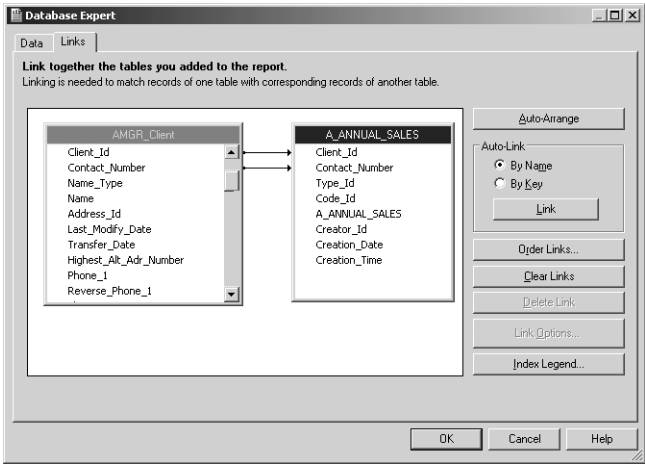 Database Expert
Data
Links
Link together the tables you added to the report.
Linking is needed to match records of one table with corresponding records of another table.
AMGR_Client
Client_Id
Contact_Number
Name_Type
Name
Address_Id
Last_Modify_Date
Transfer_Date
Highest_Alt_Adr_Number
Phone_1
Reverse_Phone_1
A_ANNUAL_SALES
Client_Id
Contact_Number
Type_Id
Code_Id
A_ANNUAL_SALES
Creator_Id
Creation_Date
Creation_Time
Auto-Arrange
Auto-Link
By Name
By Key
Link
Order Links...
Clear Links
Delete Link
Link Options...
Index Legend...
OK
Cancel
Help